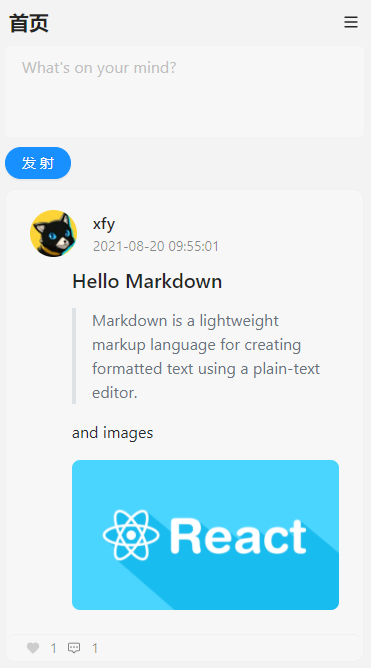 首页
What's on your mind?
发 射
xfy
2021-08-20 09:55:01
Hello Markdown
Markdown is a lightweight
markup language for creating
formatted text using a plain-text
editor.
and images
React
1 1